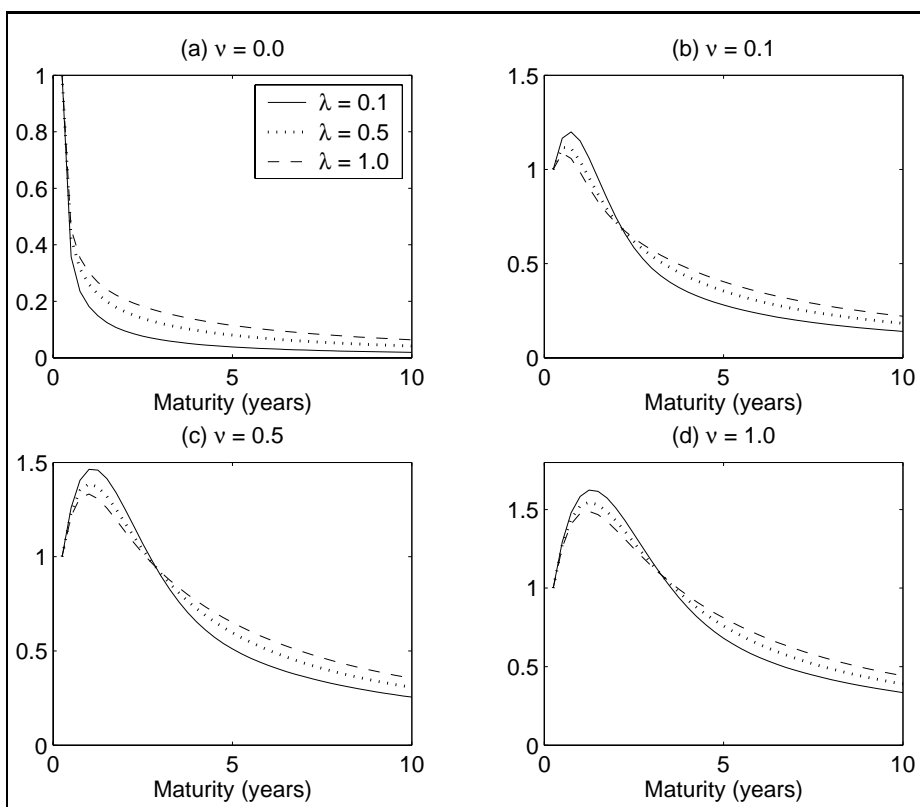 (a) ν = 0.0
1
0.8
0.6
0.4
0.2
0
0 5 10
Maturity (years)
λ = 0.1
λ = 0.5
λ = 1.0
(b) ν = 0.1
1.5
1
0.5
0
0 5 10
Maturity (years)
(c) ν = 0.5
1.5
1
0.5
0
0 5 10
Maturity (years)
(d) ν = 1.0
1.5
1
0.5
0
0 5 10
Maturity (years)